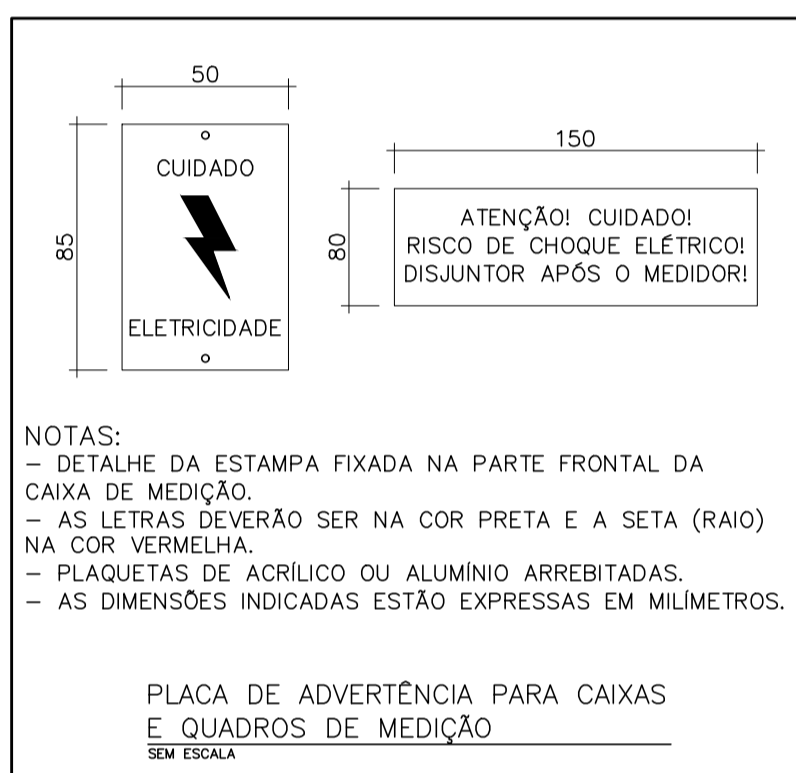 50
85
CUIDADO
ELETRICIDADE
150
80
ATENÇÃO! CUIDADO!
RISCO DE CHOQUE ELÉTRICO!
DISJUNTOR APÓS O MEDIDOR!
NOTAS:
– DETALHE DA ESTAMPA FIXADA NA PARTE FRONTAL DA
CAIXA DE MEDIÇÃO.
– AS LETRAS DEVERÃO SER NA COR PRETA E A SETA (RAIO)
NA COR VERMELHA.
– PLAQUETAS DE ACRÍLICO OU ALUMÍNIO ARREBITADAS.
– AS DIMENSÕES INDICADAS ESTÃO EXPRESSAS EM MILÍMETROS.
PLACA DE ADVERTÊNCIA PARA CAIXAS
E QUADROS DE MEDIÇÃO
SEM ESCALA